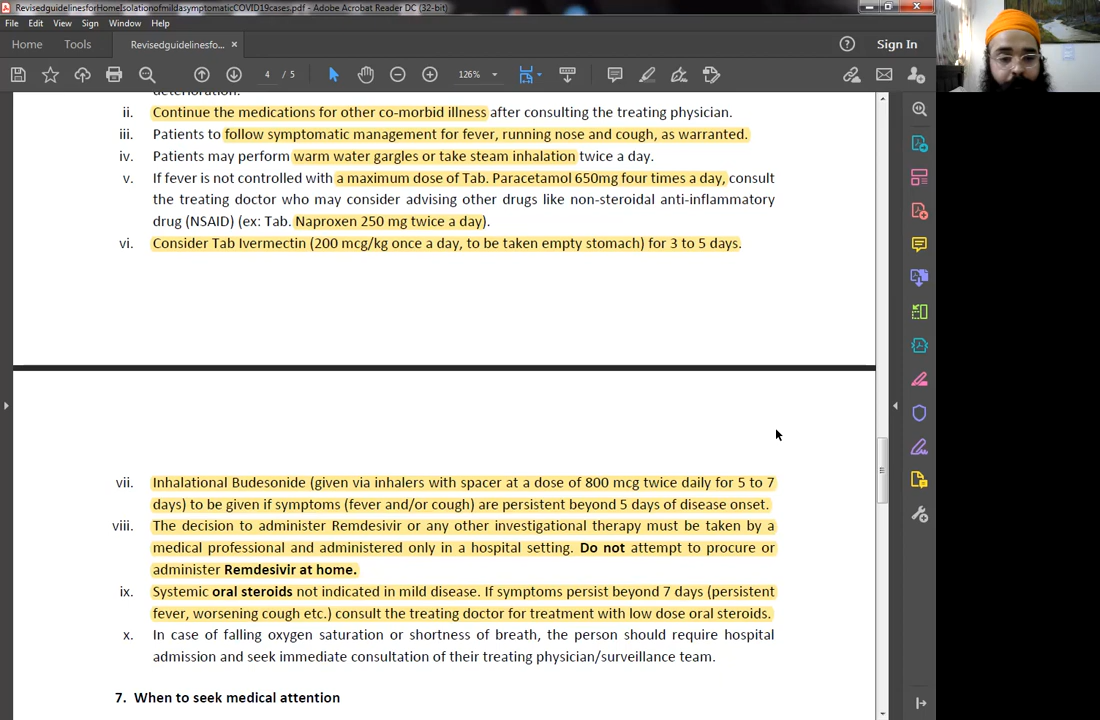 RevisedguidelinesforHomeIsolationofmildasymptomaticCOVID19cases.pdf - Adobe Acrobat Reader DC (32-bit)
File Edit View Sign Window Help
Home Tools Revisedguidelinesfo... × Sign In
4 / 5 126%
deterioration.
ii. Continue the medications for other co-morbid illness after consulting the treating physician.
iii. Patients to follow symptomatic management for fever, running nose and cough, as warranted.
iv. Patients may perform warm water gargles or take steam inhalation twice a day.
v. If fever is not controlled with a maximum dose of Tab. Paracetamol 650mg four times a day, consult
the treating doctor who may consider advising other drugs like non-steroidal anti-inflammatory
drug (NSAID) (ex: Tab. Naproxen 250 mg twice a day).
vi. Consider Tab Ivermectin (200 mcg/kg once a day, to be taken empty stomach) for 3 to 5 days.
vii. Inhalational Budesonide (given via inhalers with spacer at a dose of 800 mcg twice daily for 5 to 7
days) to be given if symptoms (fever and/or cough) are persistent beyond 5 days of disease onset.
viii. The decision to administer Remdesivir or any other investigational therapy must be taken by a
medical professional and administered only in a hospital setting. Do not attempt to procure or
administer Remdesivir at home.
ix. Systemic oral steroids not indicated in mild disease. If symptoms persist beyond 7 days (persistent
fever, worsening cough etc.) consult the treating doctor for treatment with low dose oral steroids.
x. In case of falling oxygen saturation or shortness of breath, the person should require hospital
admission and seek immediate consultation of their treating physician/surveillance team.
7. When to seek medical attention